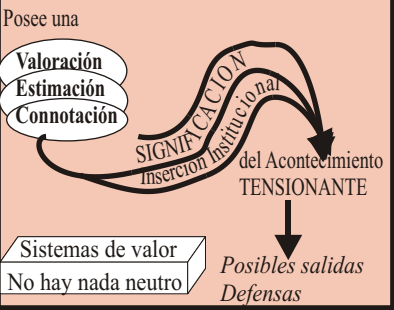 Posee una
Valoración
Estimación
Connotación
SIGNIFICACION
Inserción Institucional
del Acontecimiento
TENSIONANTE
Sistemas de valor
No hay nada neutro
Posibles salidas
Defensas